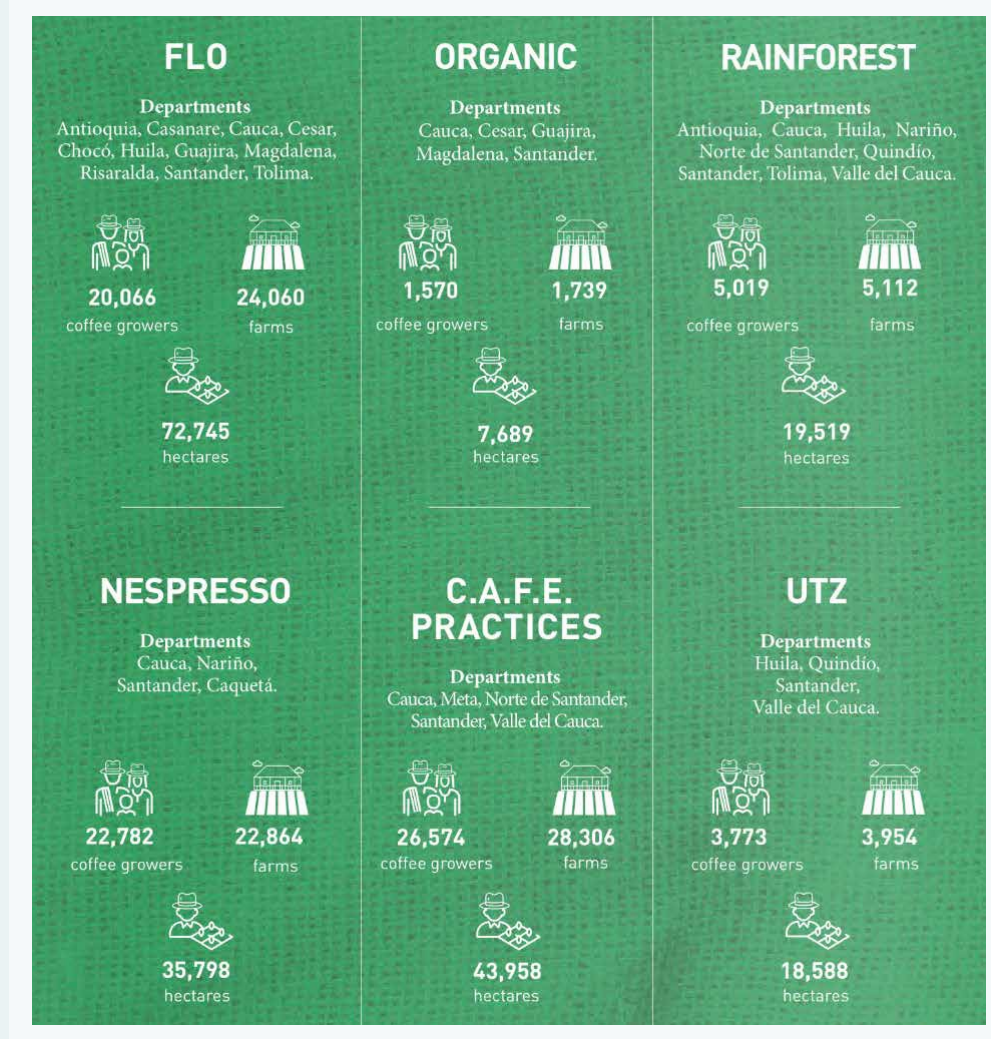 FLO
Departments
Antioquia, Casanare, Cauca, Cesar,
Chocó, Huila, Guajira, Magdalena,
Risaralda, Santander, Tolima.
20,066
coffee growers
24,060
farms
72,745
hectares
ORGANIC
Departments
Cauca, Cesar, Guajira,
Magdalena, Santander.
1,570
coffee growers
1,739
farms
7,689
hectares
RAINFOREST
Departments
Antioquia, Cauca, Huila, Nariño,
Norte de Santander, Quindío,
Santander, Tolima, Valle del Cauca.
5,019
coffee growers
5,112
farms
19,519
hectares
NESPRESSO
Departments
Cauca, Nariño,
Santander, Caquetá.
22,782
coffee growers
22,864
farms
35,798
hectares
C.A.F.E.
PRACTICES
Departments
Cauca, Meta, Norte de Santander,
Santander, Valle del Cauca.
26,574
coffee growers
28,306
farms
43,958
hectares
UTZ
Departments
Huila, Quindío,
Santander,
Valle del Cauca.
3,773
coffee growers
3,954
farms
18,588
hectares